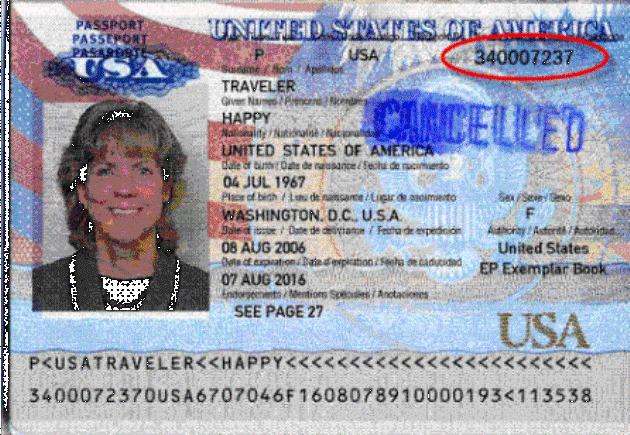 PASSPORT
PASSEPORT
PASAPORTE
USA
UNITED STATES OF AMERICA
P USA 340007237
Surname / Nom / Apellidos
TRAVELER
Given Names / Prénoms / Nombres
HAPPY
Nationality / Nationalité / Nacionalidad
CANCELLED
UNITED STATES OF AMERICA
Date of birth / Date de naissance / Fecha de nacimiento
04 JUL 1967
Place of birth / Lieu de naissance / Lugar de nacimiento Sex / Sexe / Sexo
WASHINGTON, D.C., U.S.A. F
Date of issue / Date de délivrance / Fecha de expedición Authority / Autorité / Autoridad
08 AUG 2006 United States
Date of expiration / Date d'expiration / Fecha de caducidad
EP Exemplar Book
07 AUG 2016
Endorsements / Mentions Spéciales / Anotaciones
SEE PAGE 27
USA
P<USATRAVELER<<HAPPY<<<<<<<<<<<<<<<<<<<<<<<<
3400072370USA6707046F1608078910000193<113538